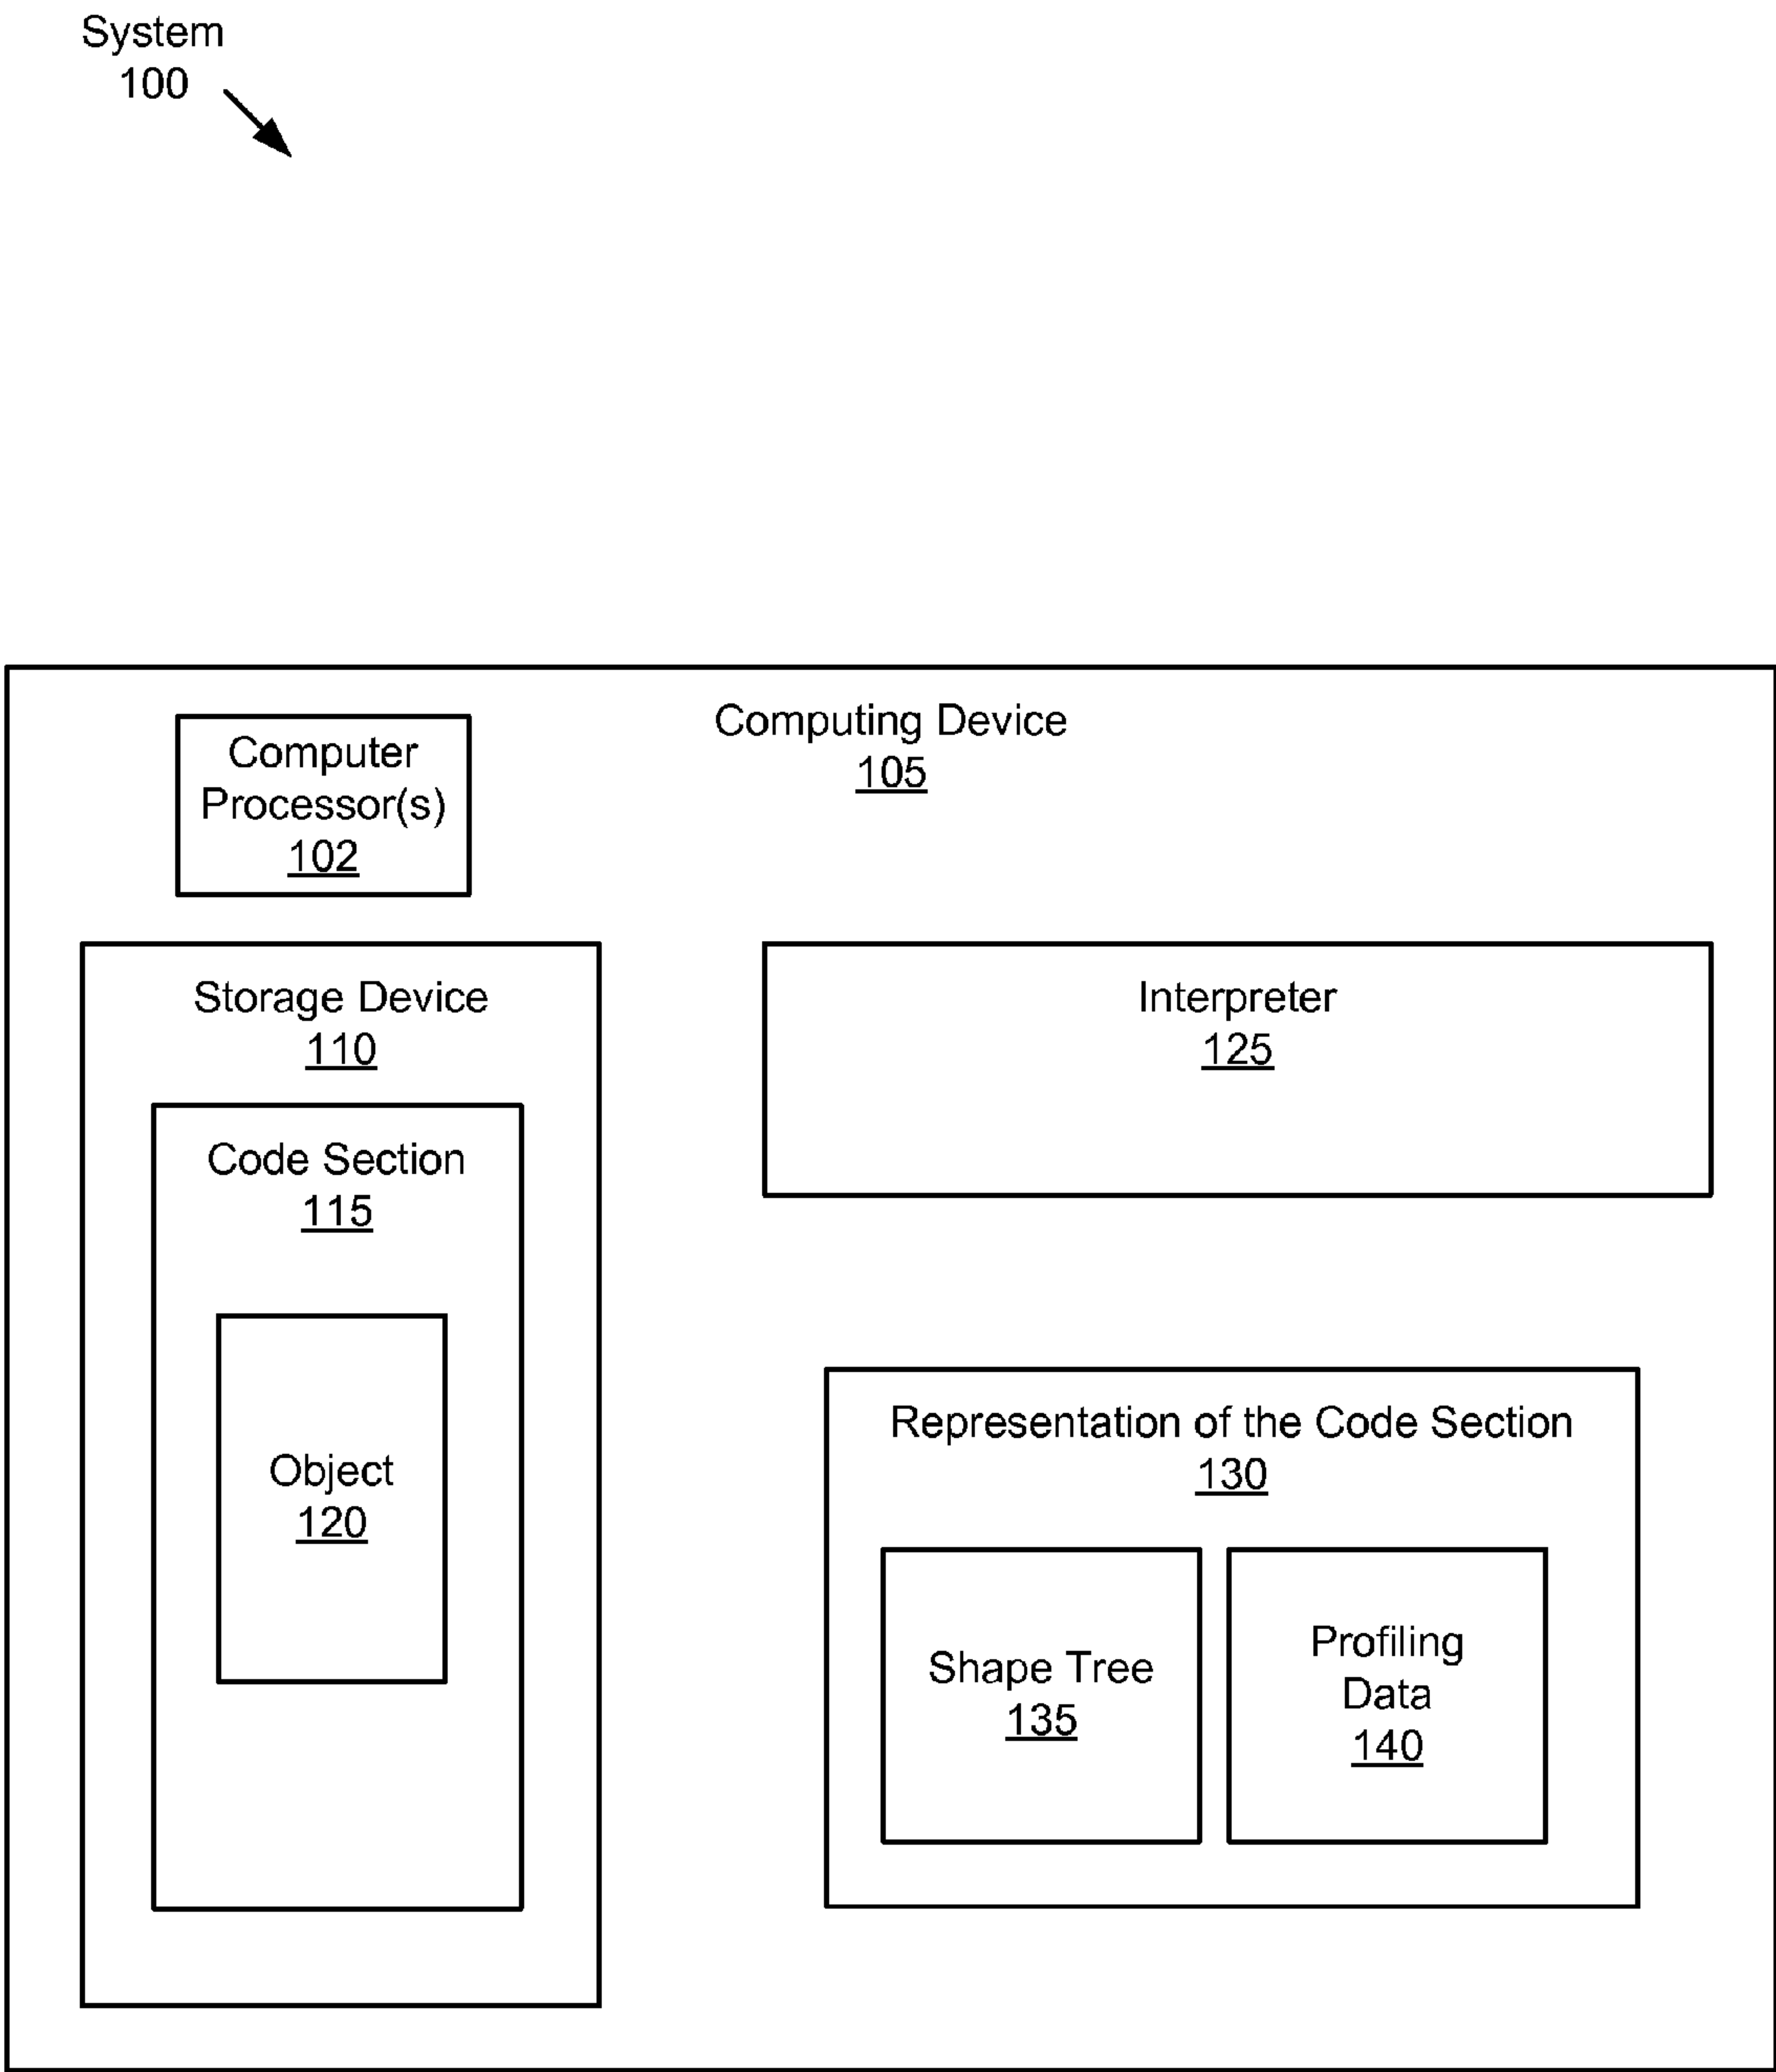 System
100
Computing Device
105
Computer
Processor(s)
102
Storage Device
110
Interpreter
125
Code Section
115
Object
120
Representation of the Code Section
130
Shape Tree
135
Profiling
Data
140